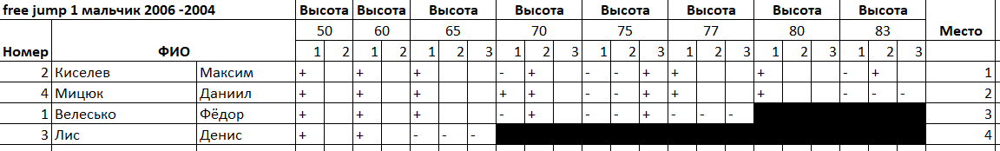 free jump 1 мальчик 2006 -2004 Высота Высота Высота Высота Высота Высота Высота Высота
50 60 65 70 75 77 80 83 Место
Номер ФИО 1 2 1 2 1 2 3 1 2 3 1 2 3 1 2 3 1 2 3 1 2 3
2 Киселев Максим + + + - + - - + + + - + 1
4 Мицюк Даниил + + + + + - - + + + - - - 2
1 Велесько Фёдор + + + - + - - + - - - 3
3 Лис Денис + + - - - 4